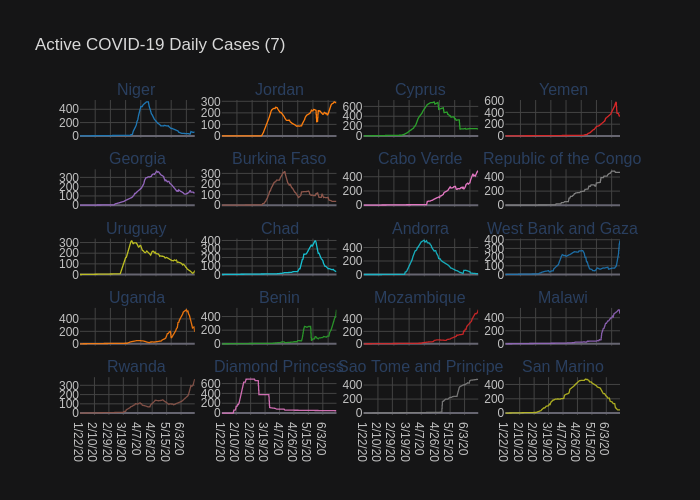 Active COVID-19 Daily Cases (7)
Niger Jordan Cyprus Yemen
400 200 0 300 200 100 0 600 400 200 0 600 400 200 0
Georgia Burkina Faso Cabo Verde Republic of the Congo
300 200 100 0 300 200 100 0 400 200 0 400 200 0
Uruguay Chad Andorra West Bank and Gaza
300 200 100 0 400 300 200 100 0 400 200 0 400 300 200 100 0
Uganda Benin Mozambique Malawi
400 200 0 400 200 0 400 200 0 400 200 0
Rwanda Diamond Princess Sao Tome and Principe San Marino
300 200 100 0 600 400 200 0 400 200 0 400 200 0
1/22/20 2/10/20 2/29/20 3/19/20 4/7/20 4/26/20 5/15/20 6/3/20 1/22/20 2/10/20 2/29/20 3/19/20 4/7/20 4/26/20 5/15/20 6/3/20 1/22/20 2/10/20 2/29/20 3/19/20 4/7/20 4/26/20 5/15/20 6/3/20 1/22/20 2/10/20 2/29/20 3/19/20 4/7/20 4/26/20 5/15/20 6/3/20